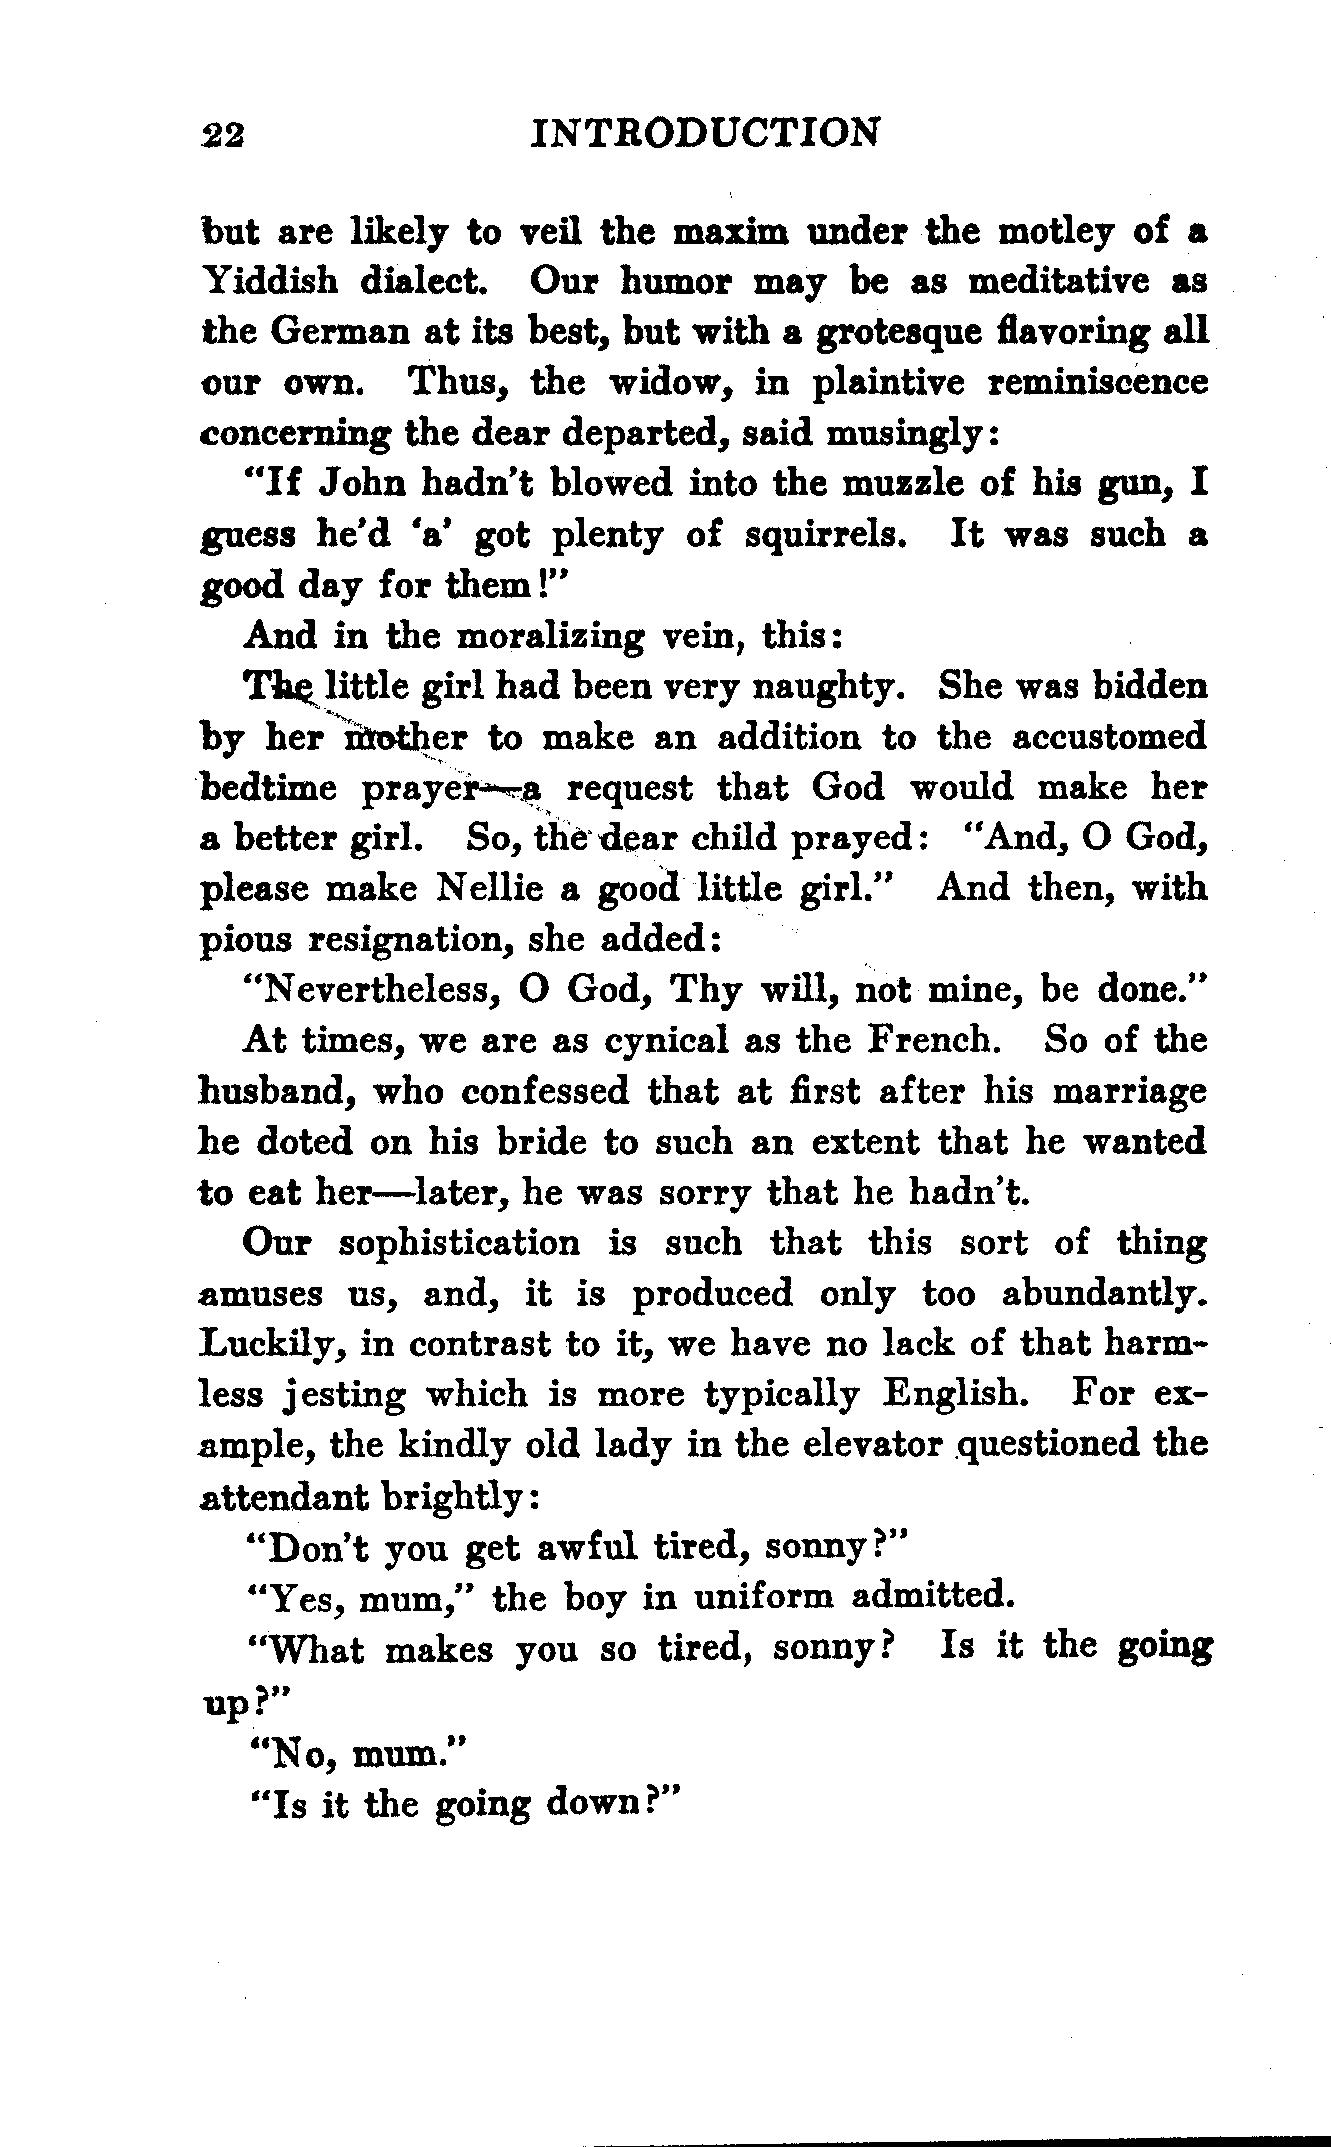 22 INTRODUCTION
but are likely to veil the maxim under the motley of a
Yiddish dialect. Our humor may be as meditative as
the German at its best, but with a grotesque flavoring all
our own. Thus, the widow, in plaintive reminiscence
concerning the dear departed, said musingly:
"If John hadn't blowed into the muzzle of his gun, I
guess he'd 'a' got plenty of squirrels. It was such a
good day for them!"
And in the moralizing vein, this:
The little girl had been very naughty. She was bidden
by her mother to make an addition to the accustomed
bedtime prayer—a request that God would make her
a better girl. So, the dear child prayed: "And, O God,
please make Nellie a good little girl." And then, with
pious resignation, she added:
"Nevertheless, O God, Thy will, not mine, be done."
At times, we are as cynical as the French. So of the
husband, who confessed that at first after his marriage
he doted on his bride to such an extent that he wanted
to eat her—later, he was sorry that he hadn't.
Our sophistication is such that this sort of thing
amuses us, and, it is produced only too abundantly.
Luckily, in contrast to it, we have no lack of that harm-
less jesting which is more typically English. For ex-
ample, the kindly old lady in the elevator questioned the
attendant brightly:
"Don't you get awful tired, sonny?"
"Yes, mum," the boy in uniform admitted.
"What makes you so tired, sonny? Is it the going
up?"
"No, mum."
"Is it the going down?"